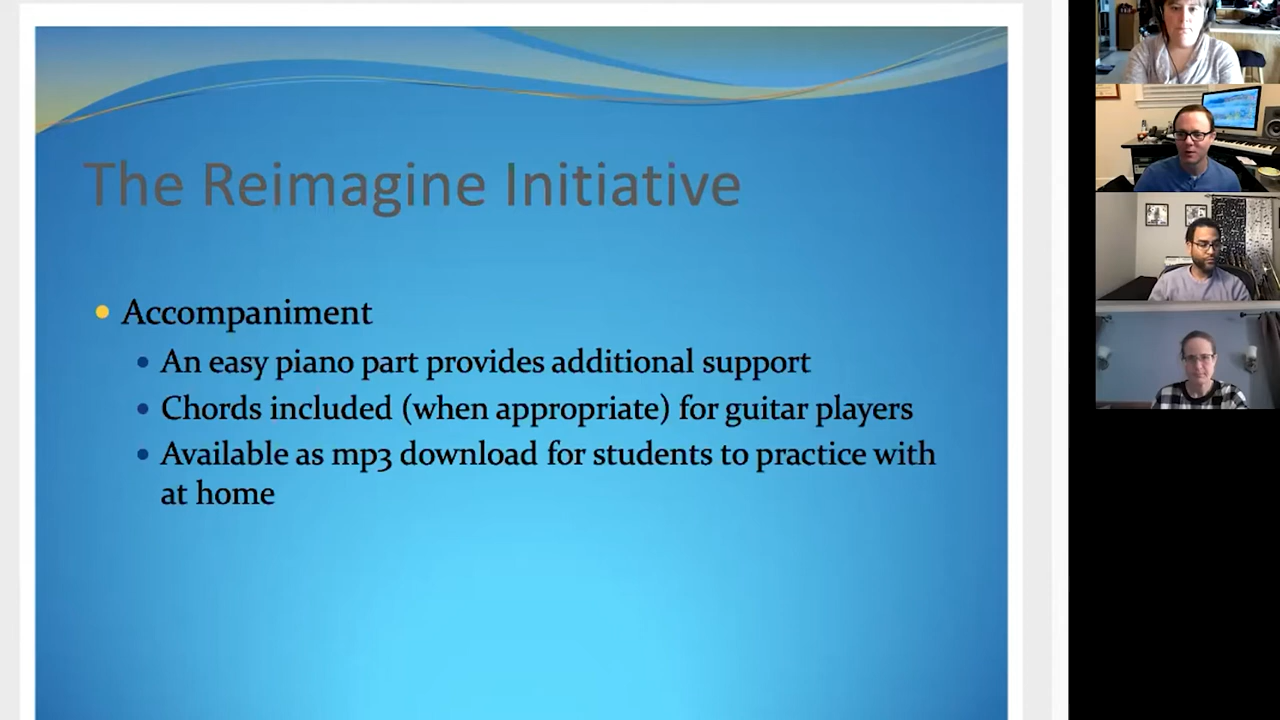 The Reimagine Initiative
Accompaniment
An easy piano part provides additional support
Chords included (when appropriate) for guitar players
Available as mp3 download for students to practice with
at home